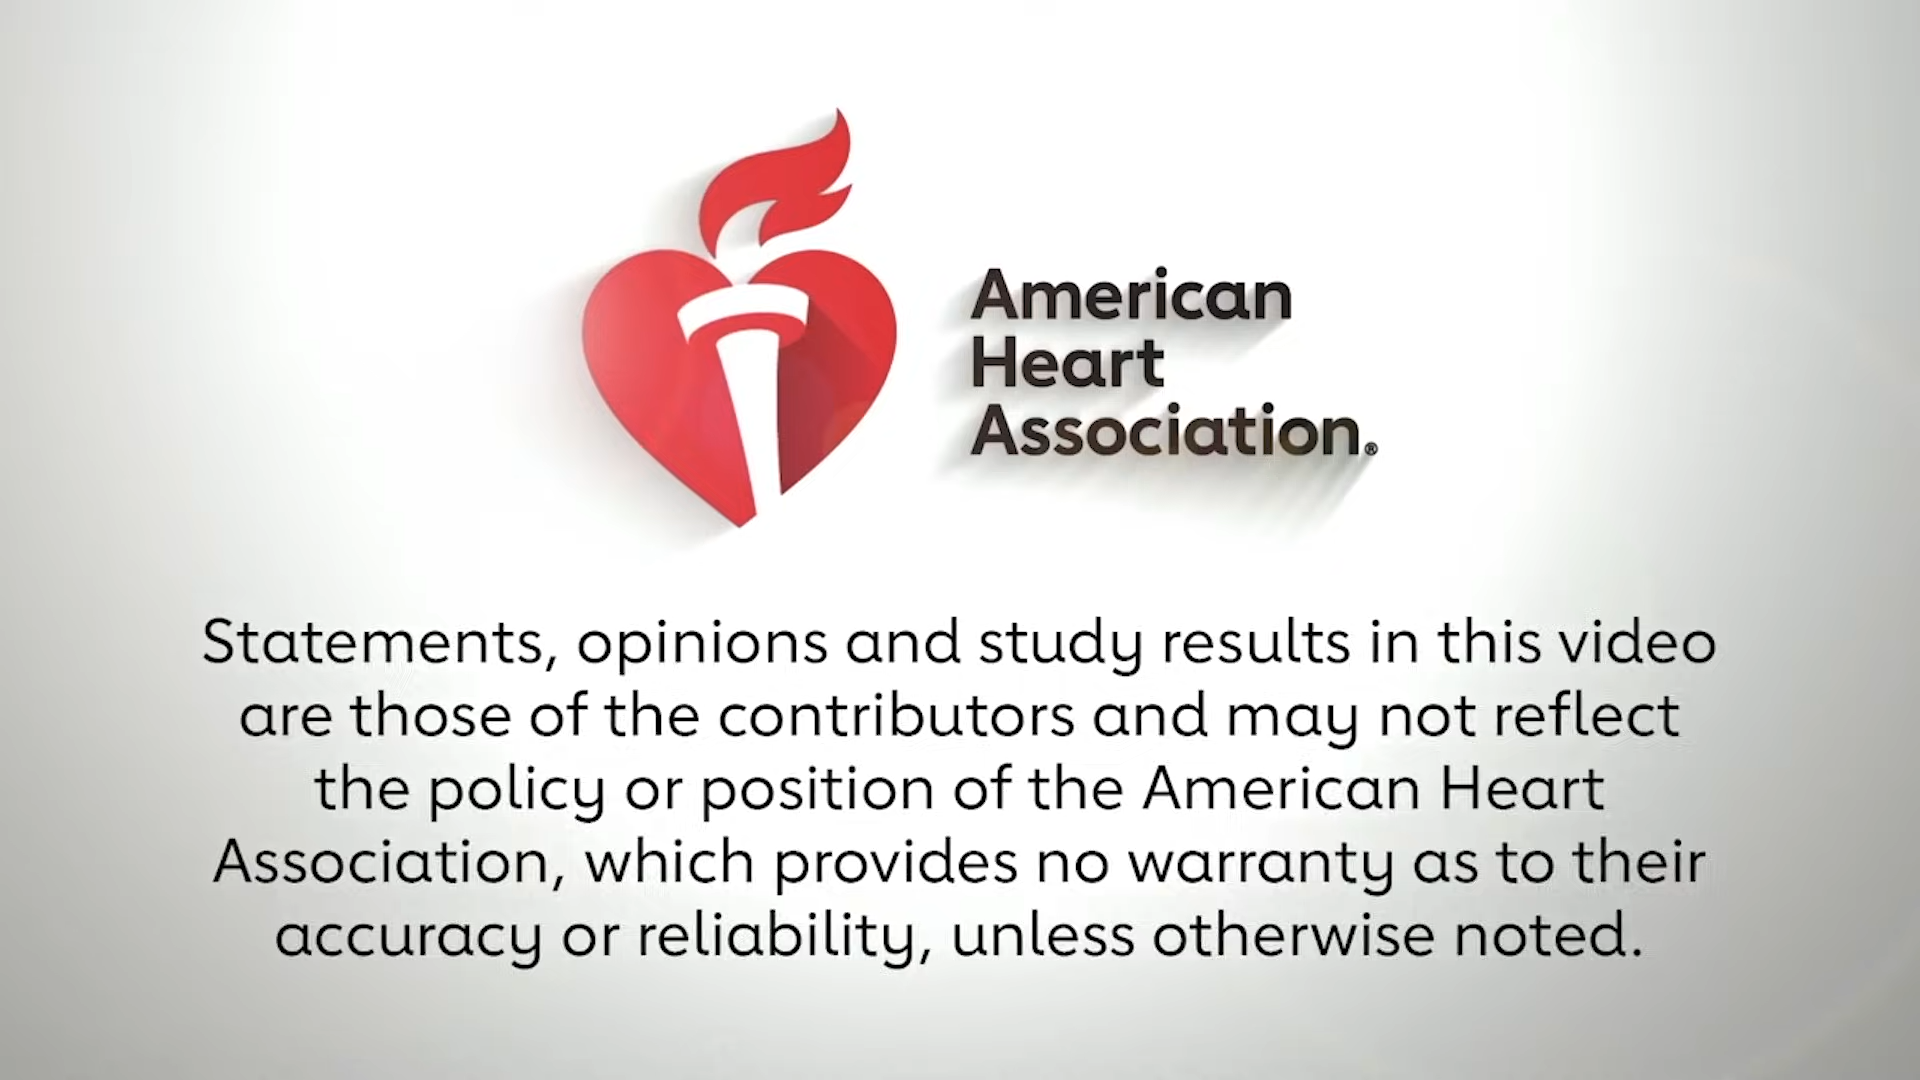 American
Heart
Association®
Statements, opinions and study results in this video
are those of the contributors and may not reflect
the policy or position of the American Heart
Association, which provides no warranty as to their
accuracy or reliability, unless otherwise noted.